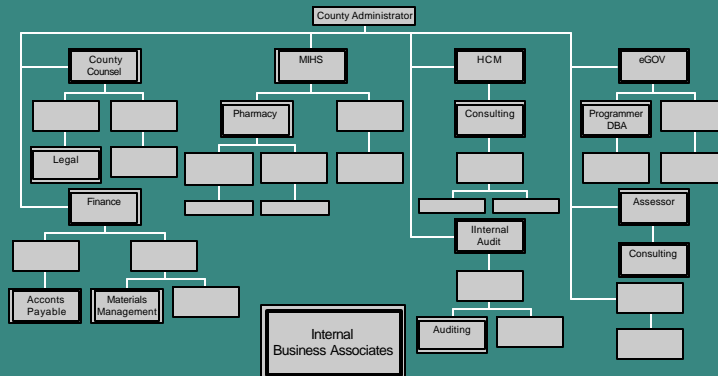 County Administrator
County
Counsel
MIHS
HCM
eGOV
Pharmacy
Consulting
Programmer
DBA
Legal
Finance
Assessor
IInternal
Audit
Consulting
Acconts
Payable
Materials
Management
Auditing
Internal
Business Associates